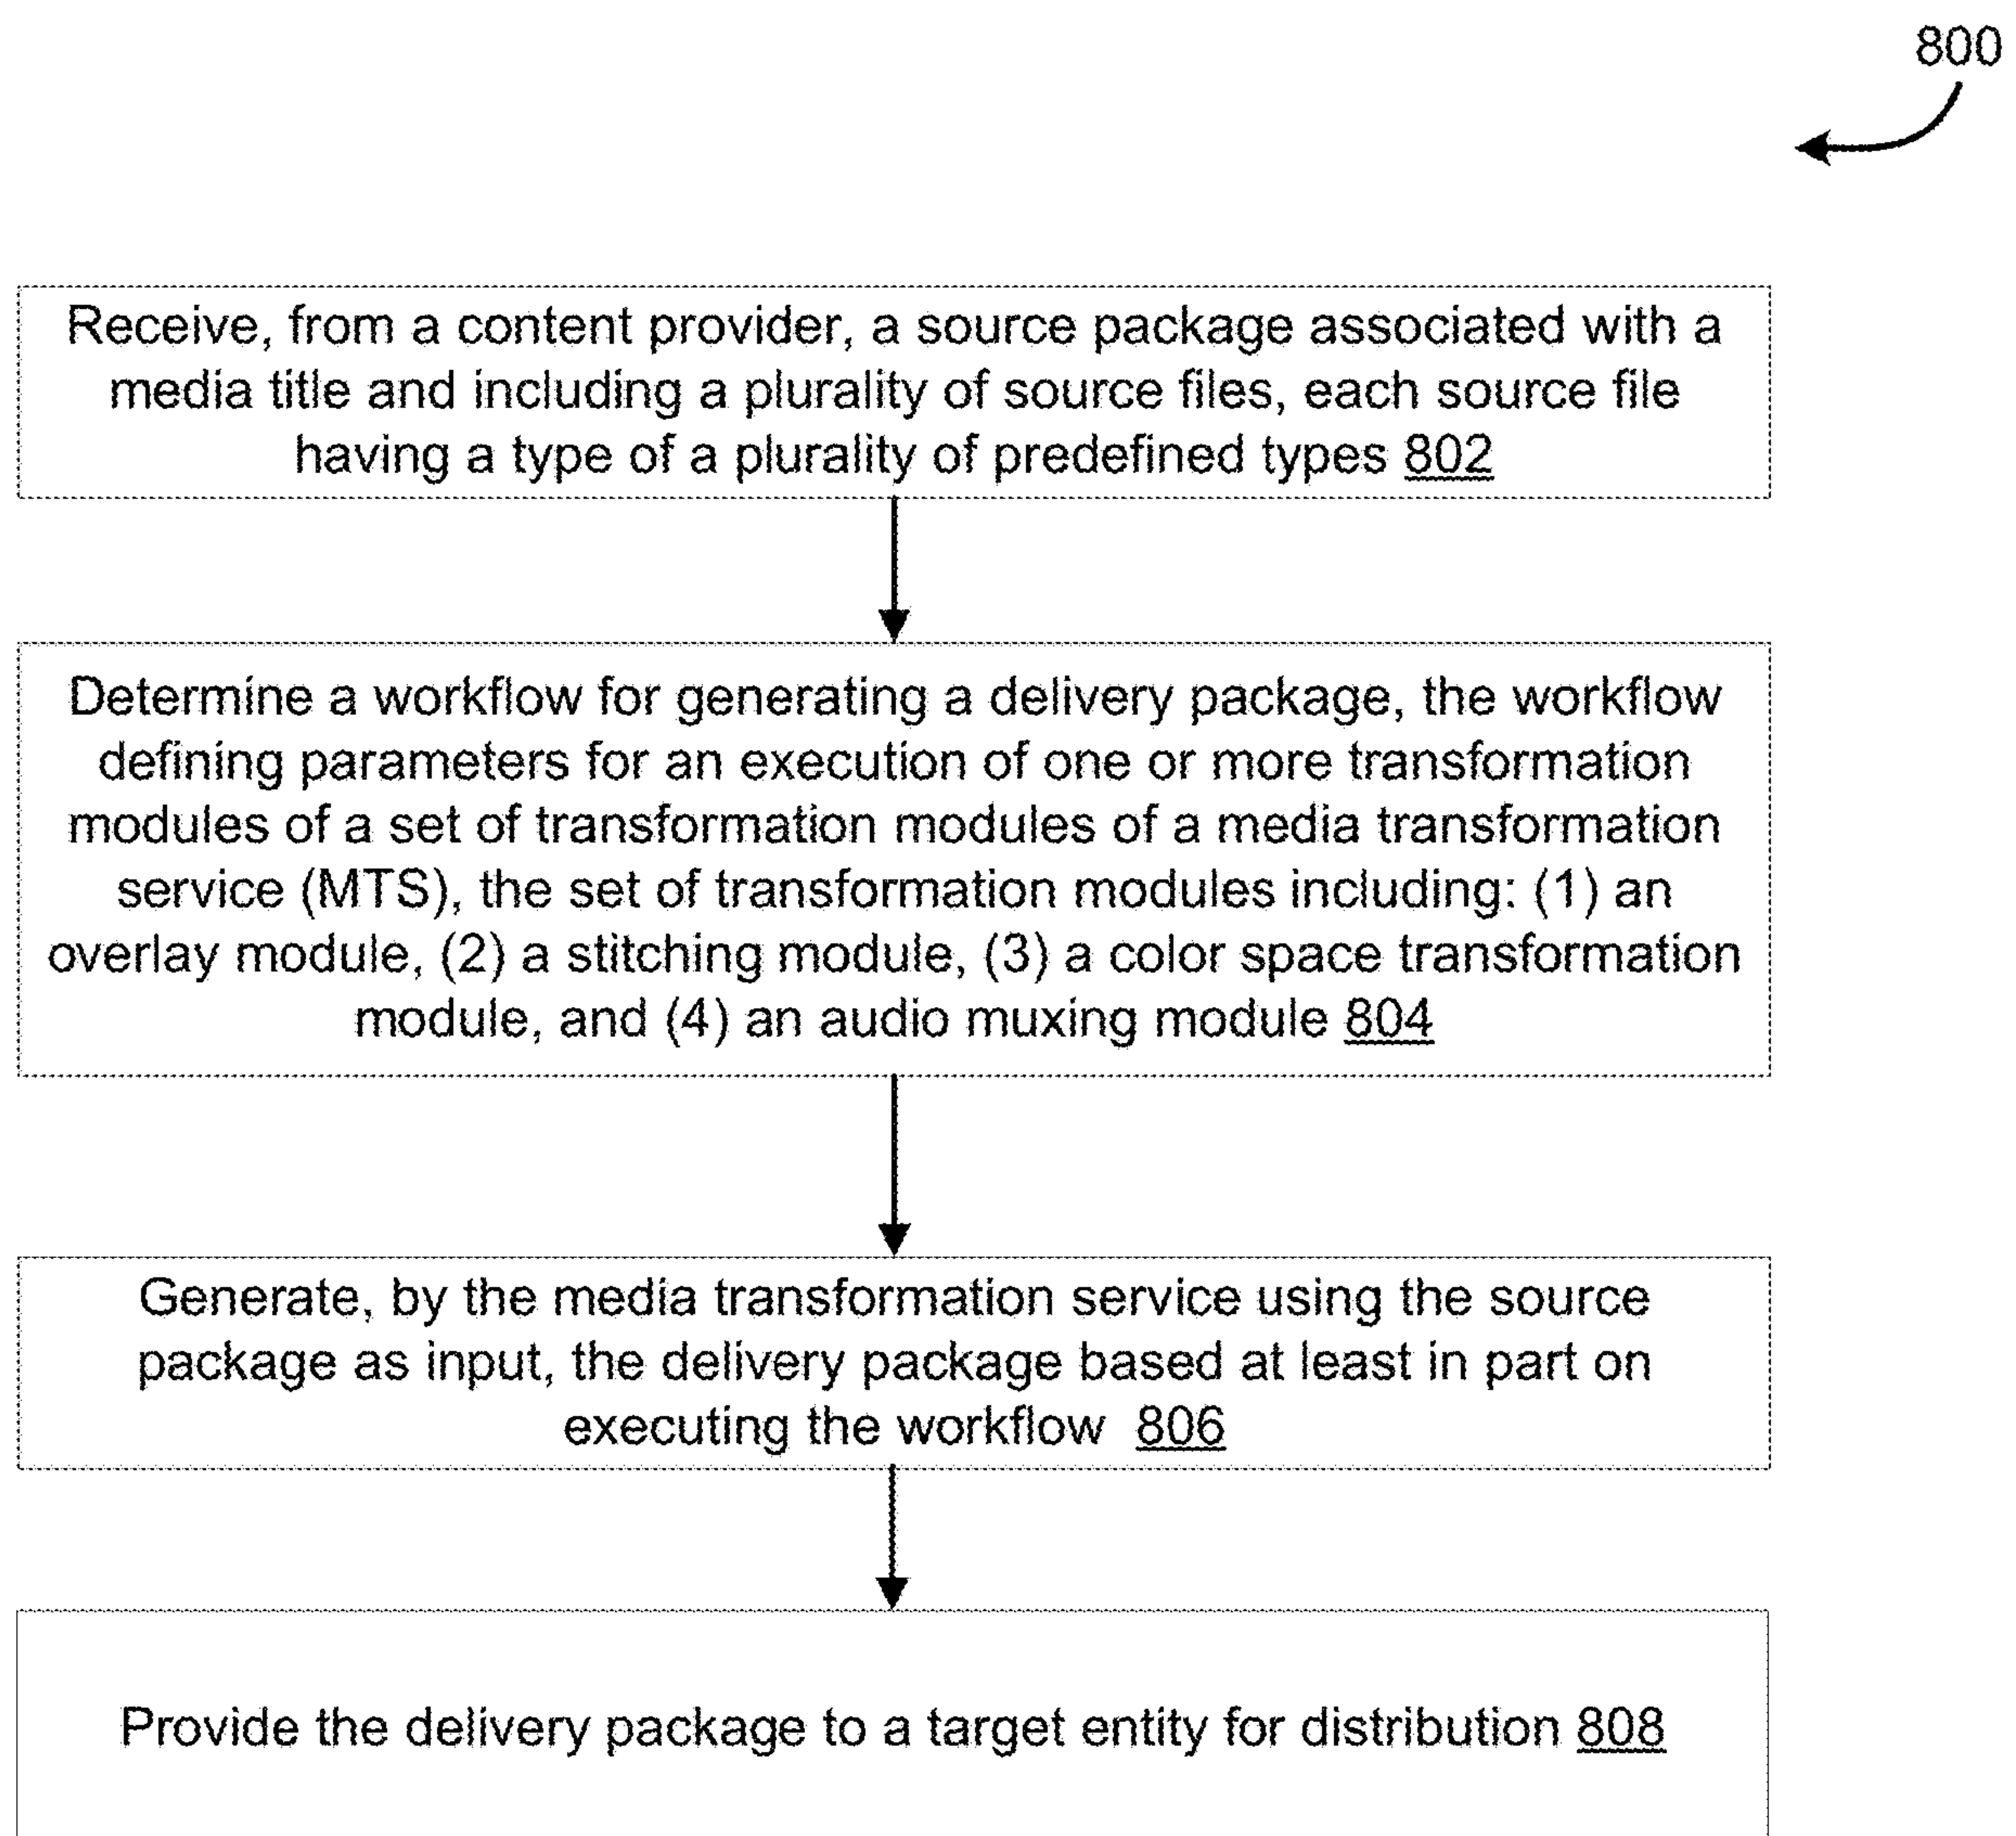 800
Receive, from a content provider, a source package associated with a
media title and including a plurality of source files, each source file
having a type of a plurality of predefined types 802
Determine a workflow for generating a delivery package, the workflow
defining parameters for an execution of one or more transformation
modules of a set of transformation modules of a media transformation
service (MTS), the set of transformation modules including: (1) an
overlay module, (2) a stitching module, (3) a color space transformation
module, and (4) an audio muxing module 804
Generate, by the media transformation service using the source
package as input, the delivery package based at least in part on
executing the workflow 806
Provide the delivery package to a target entity for distribution 808